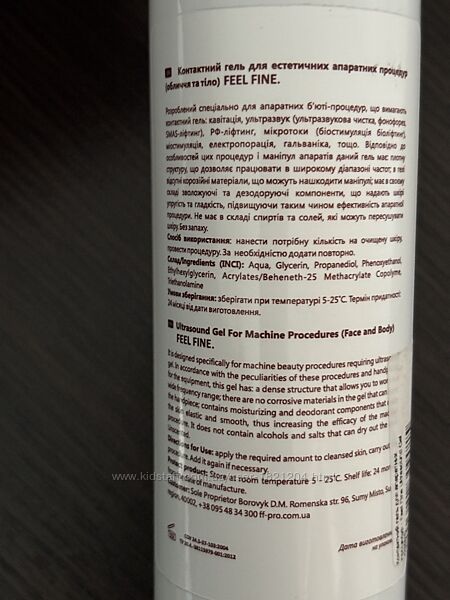 Контактний гель для естетичних апаратних процедур
(обличчя та тіло) FEEL FINE.
Розроблений спеціально для апаратних б'юті-процедур, що вимагають
контактний гель: кавітація, ультразвук (ультразвукова чистка, фонофорез,
SMAS-ліфтинг), РФ-ліфтинг, мікротоки (біостимуляція біоліфтинг),
міостимуляція, електропорація, гальваніка, тощо. Відповідно до
особливостей цих процедур і маніпул апаратів даний гель має: плотну
структуру, що дозволяє працювати в широкому діапазоні частот; в гелі
відсутні корозійні матеріали, що можуть нашкодити маніпулі; має в своєму
складі зволожуючі та дезодоруючі компоненти, що надають шкірі
упругість та гладкість, підвищуючи таким чином ефективність апаратної
процедури. Не має в складі спиртів та солей, які можуть пересушувати
шкіру. Без запаху.
Спосіб використання: нанести потрібну кількість на очищену шкіру,
провести процедуру. За необхідністю додати повторно.
Склад/Ingredients (INCI): Aqua, Glycerin, Propanediol, Phenoxyethanol,
Ethylhexylglycerin, Acrylates/Beheneth-25 Methacrylate Copolyme,
Triethanolamine
Умови зберігання: зберігати при температурі 5-25°C. Термін придатності:
24 місяці від дати виготовлення.
Ultrasound Gel For Machine Procedures (Face and Body)
FEEL FINE.
It is designed specifically for machine beauty procedures requiring
gel. In accordance with the peculiarities of these procedures and
for the equipment, this gel has: a dense structure that allows you to
wide frequency range; there are no corrosive materials in the gel that can
the handpiece; contains moisturizing and deodorant components that
the skin elastic and smooth, thus increasing the efficacy of the
procedure. It does not contain alcohols and salts that can dry out the
Directions for Use: apply the required amount to cleansed skin, carry out
procedure. Add it again if necessary.
product: Store at room temperature 5 - 25°C. Shelf life: 24
date of manufacture.
Sole Proprietor Borovyk D.M. Romenska str. 96, Sumy Mista,
40002, +38 095 48 34 300 ff-pro.com.ua
Дата виготовлення
на